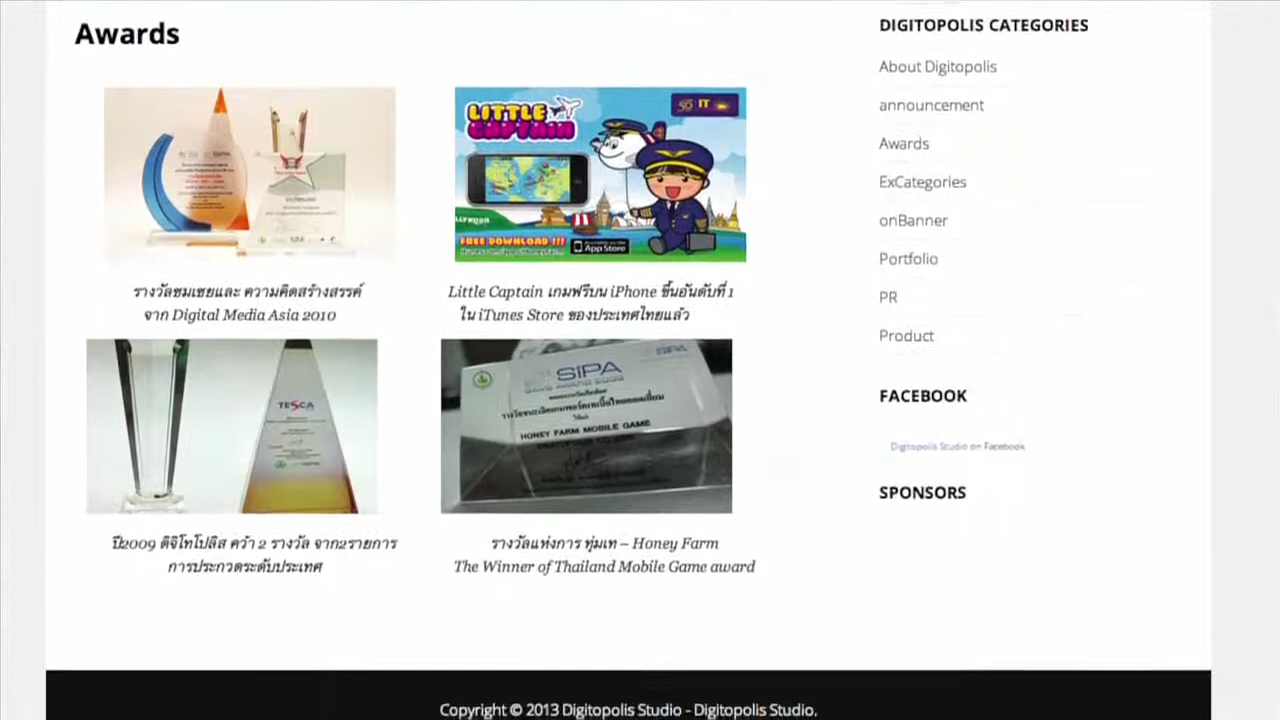 Awards
LITTLE
CAPTAIN
IT
FREE DOWNLOAD !!!
Available on the
App Store
รางวัลชมเชยและ ความคิดสร้างสรรค์
จาก Digital Media Asia 2010
Little Captain เกมฟรีบน iPhone ขึ้นอันดับที่ 1
ใน iTunes Store ของประเทศไทยแล้ว
TESCA
SIPA
GAME AWARD 2009
HONEY FARM MOBILE GAME
ปี2009 ดิจิโทโปลิส คว้า 2 รางวัล จาก2รายการ
การประกวดระดับประเทศ
รางวัลแห่งการ ทุ่มเท – Honey Farm
The Winner of Thailand Mobile Game award
DIGITOPOLIS CATEGORIES
About Digitopolis
announcement
Awards
ExCategories
onBanner
Portfolio
PR
Product
FACEBOOK
Digitopolis Studio on Facebook
SPONSORS
Copyright © 2013 Digitopolis Studio - Digitopolis Studio.